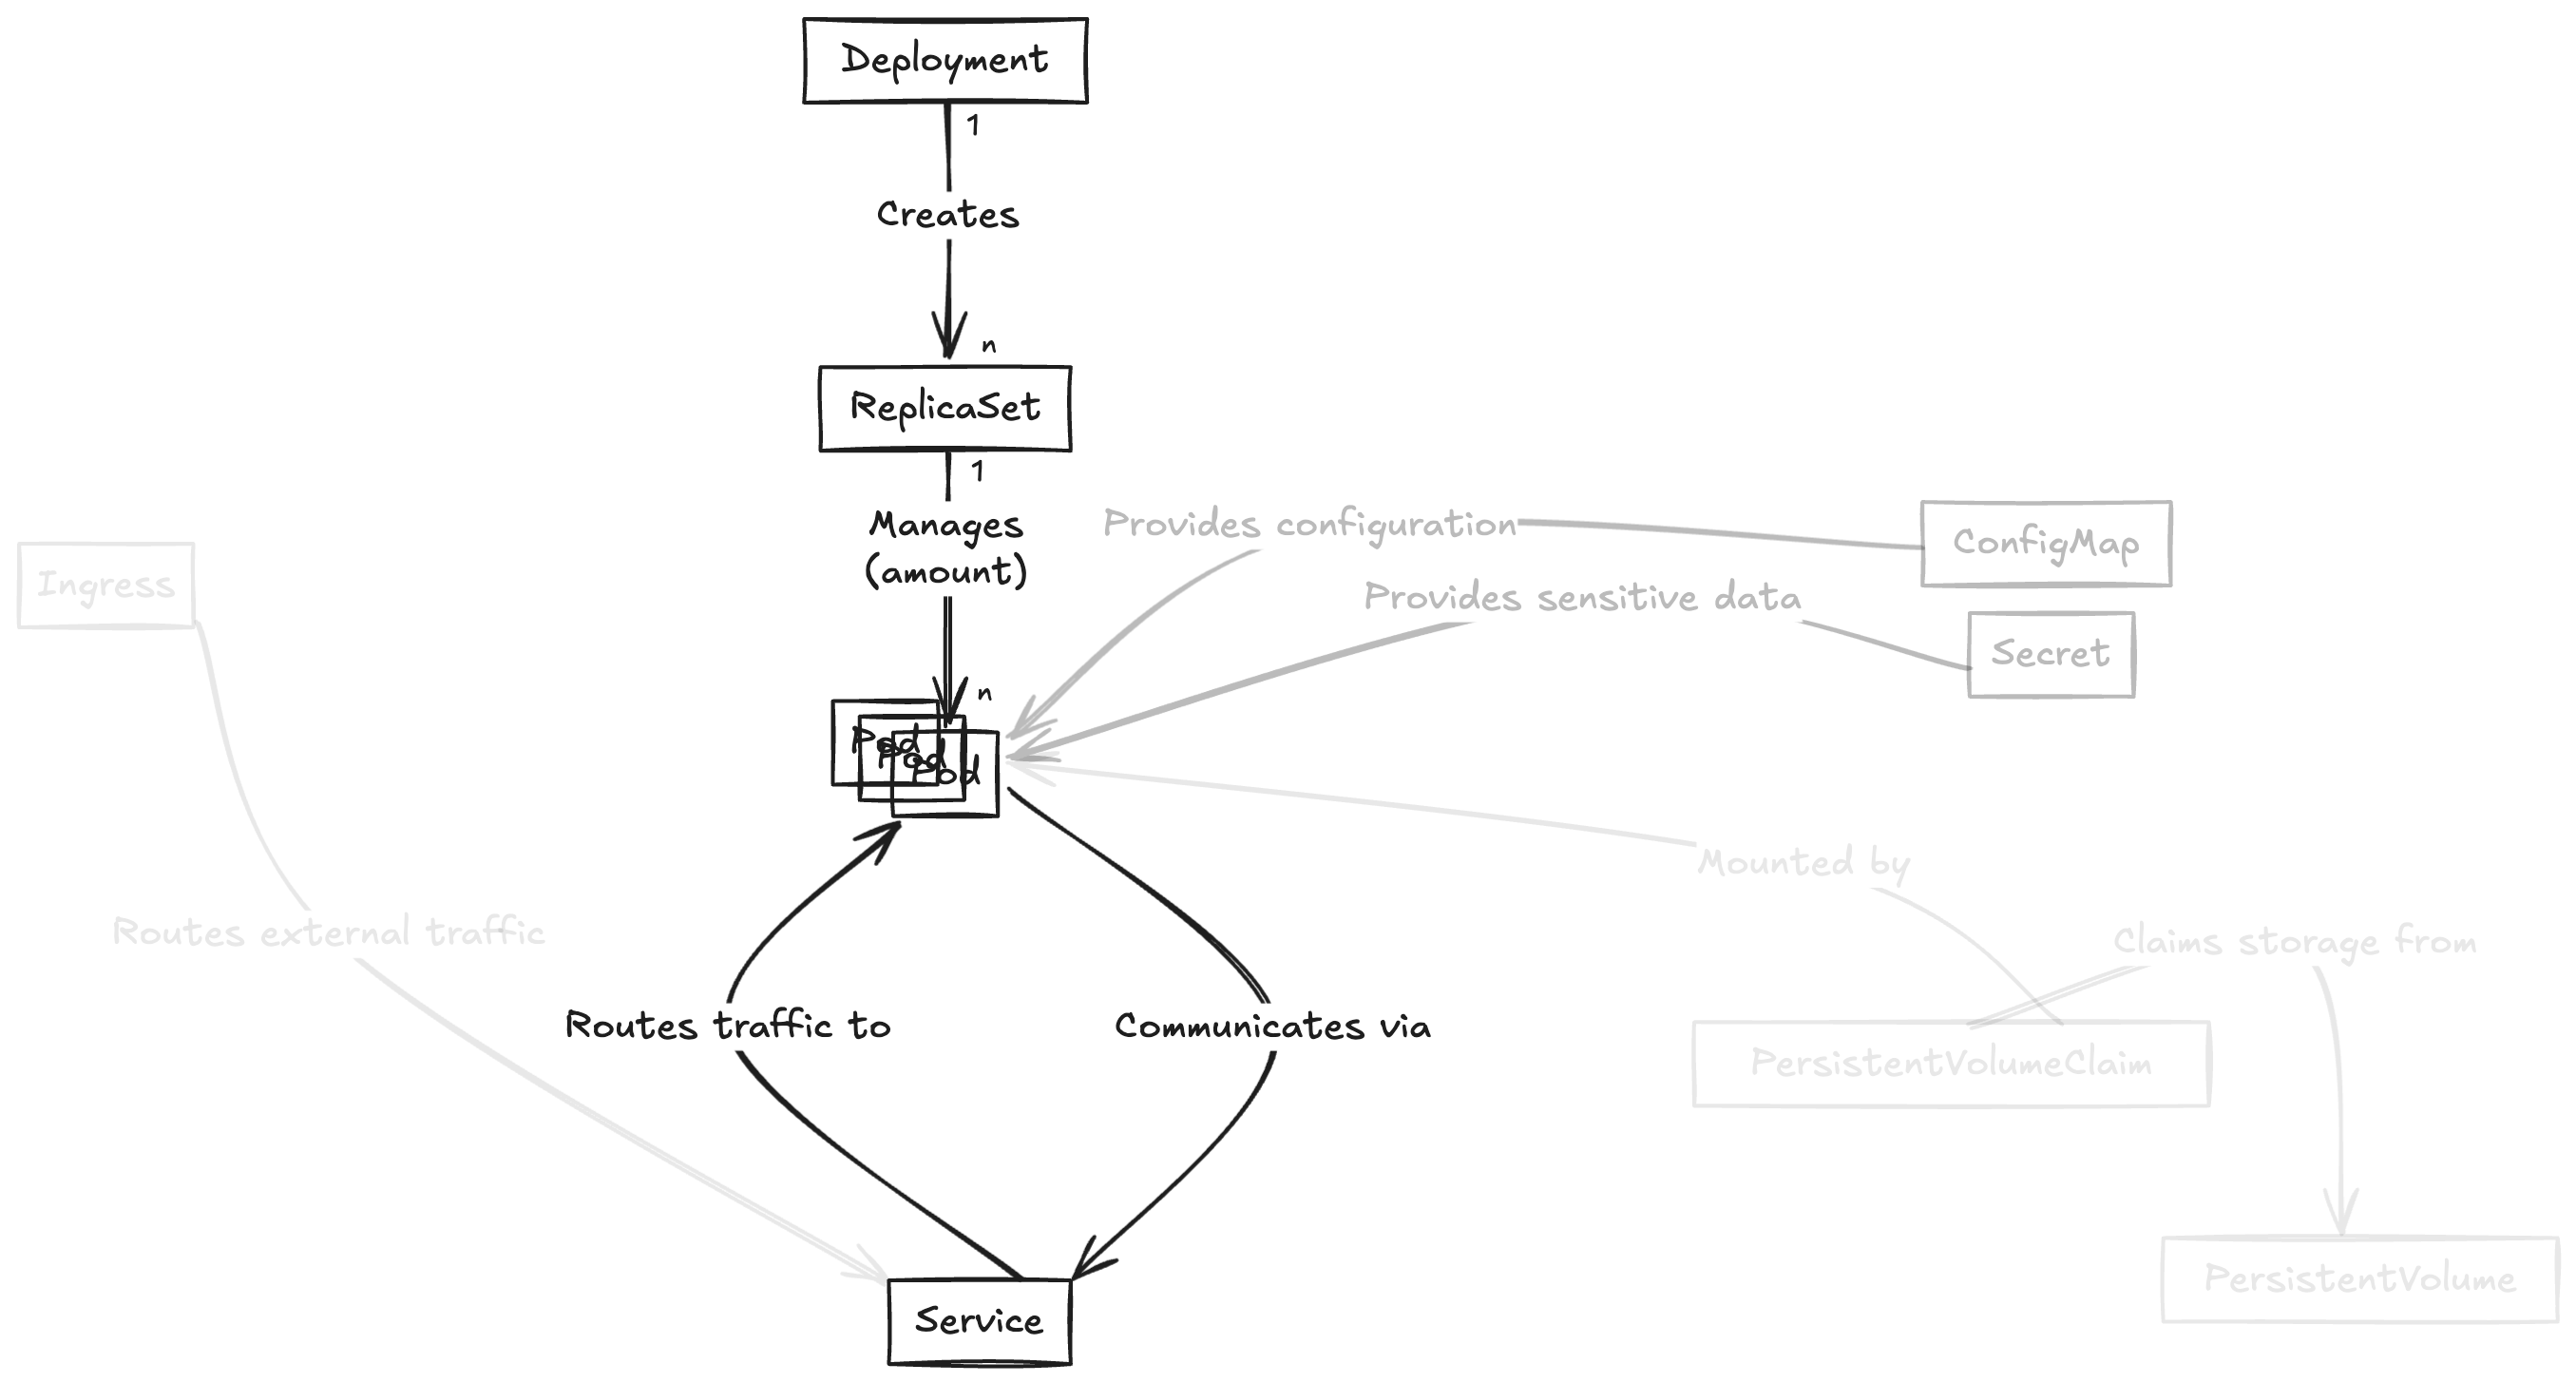 Deployment
1
Creates
n
ReplicaSet
1
Manages
(amount)
n
Provides configuration
ConfigMap
Provides sensitive data
Secret
Ingress
Pod
Pod
Pod
Mounted by
Routes external traffic
Claims storage from
Routes traffic to
Communicates via
PersistentVolumeClaim
PersistentVolume
Service